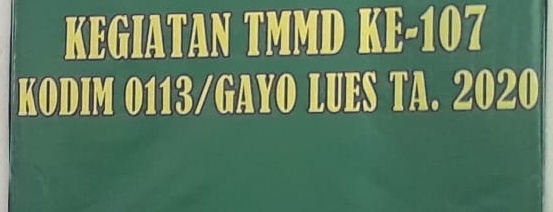 KEGIATAN TMMD KE-107
KODIM 0113/GAYO LUES TA. 2020